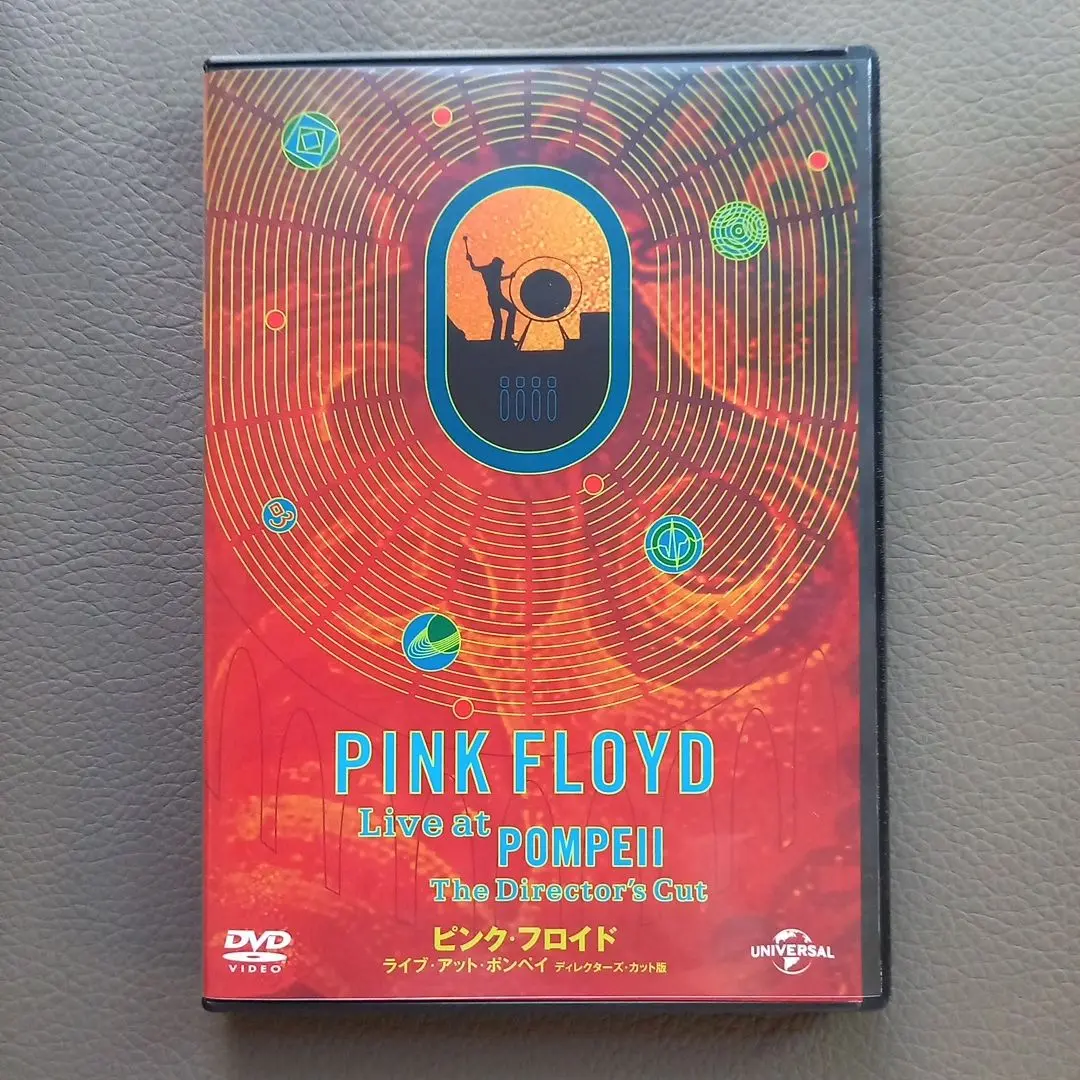 PINK FLOYD
Live at
POMPEII
The Director's Cut
ピンク・フロイド
ライブ・アット・ポンペイ ディレクターズ・カット版
DVD
VIDEO
UNIVERSAL